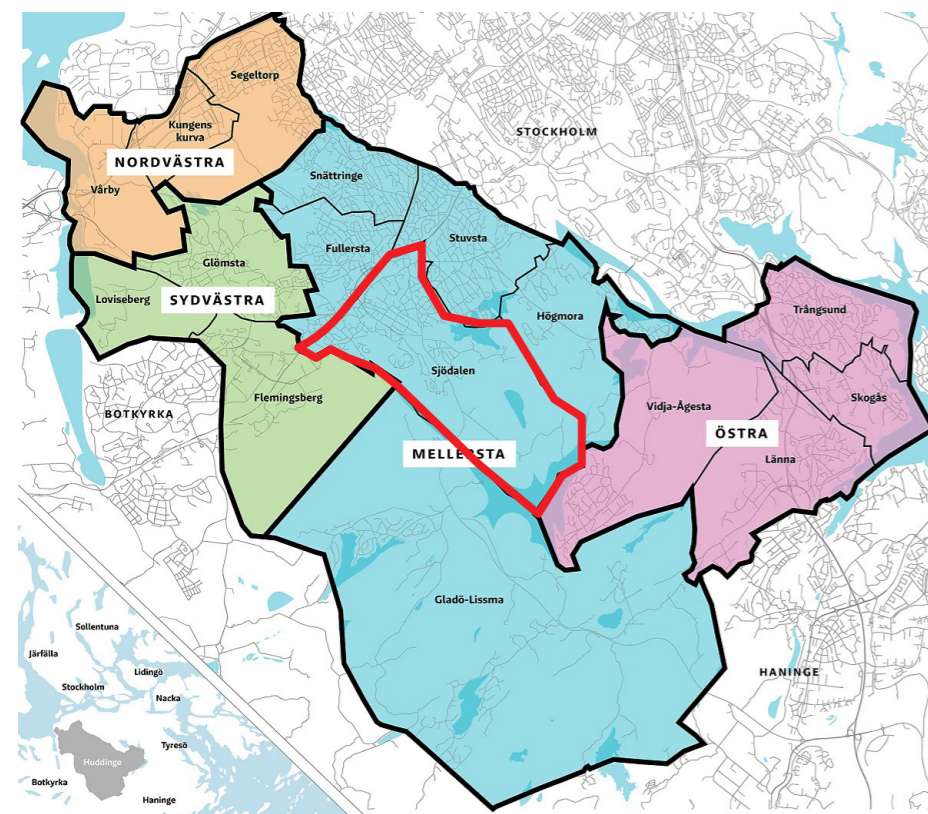 Segeltorp
Kungens
kurva
STOCKHOLM
NORDVÄSTRA
Snättringe
Vårby
Stuvsta
Fullersta
Glömsta
Loviseberg
SYDVÄSTRA
Högmora
Trångsund
Sjödalen
Flemingsberg
Skogås
Vidja-Ågesta
BOTKYRKA
ÖSTRA
MELLERSTA
Länna
Gladö-Lissma
Sollentuna
Järfälla
Lidingö
HANINGE
Stockholm
Nacka
Tyresö
Huddinge
Botkyrka
Haninge